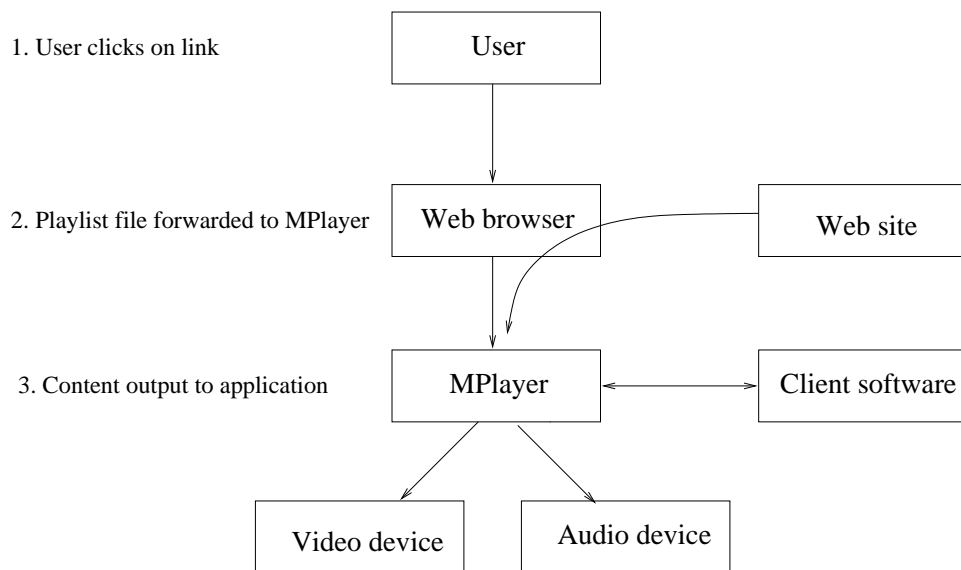 1. User clicks on link
User
2. Playlist file forwarded to MPlayer
Web browser
Web site
3. Content output to application
MPlayer
Client software
Video device
Audio device